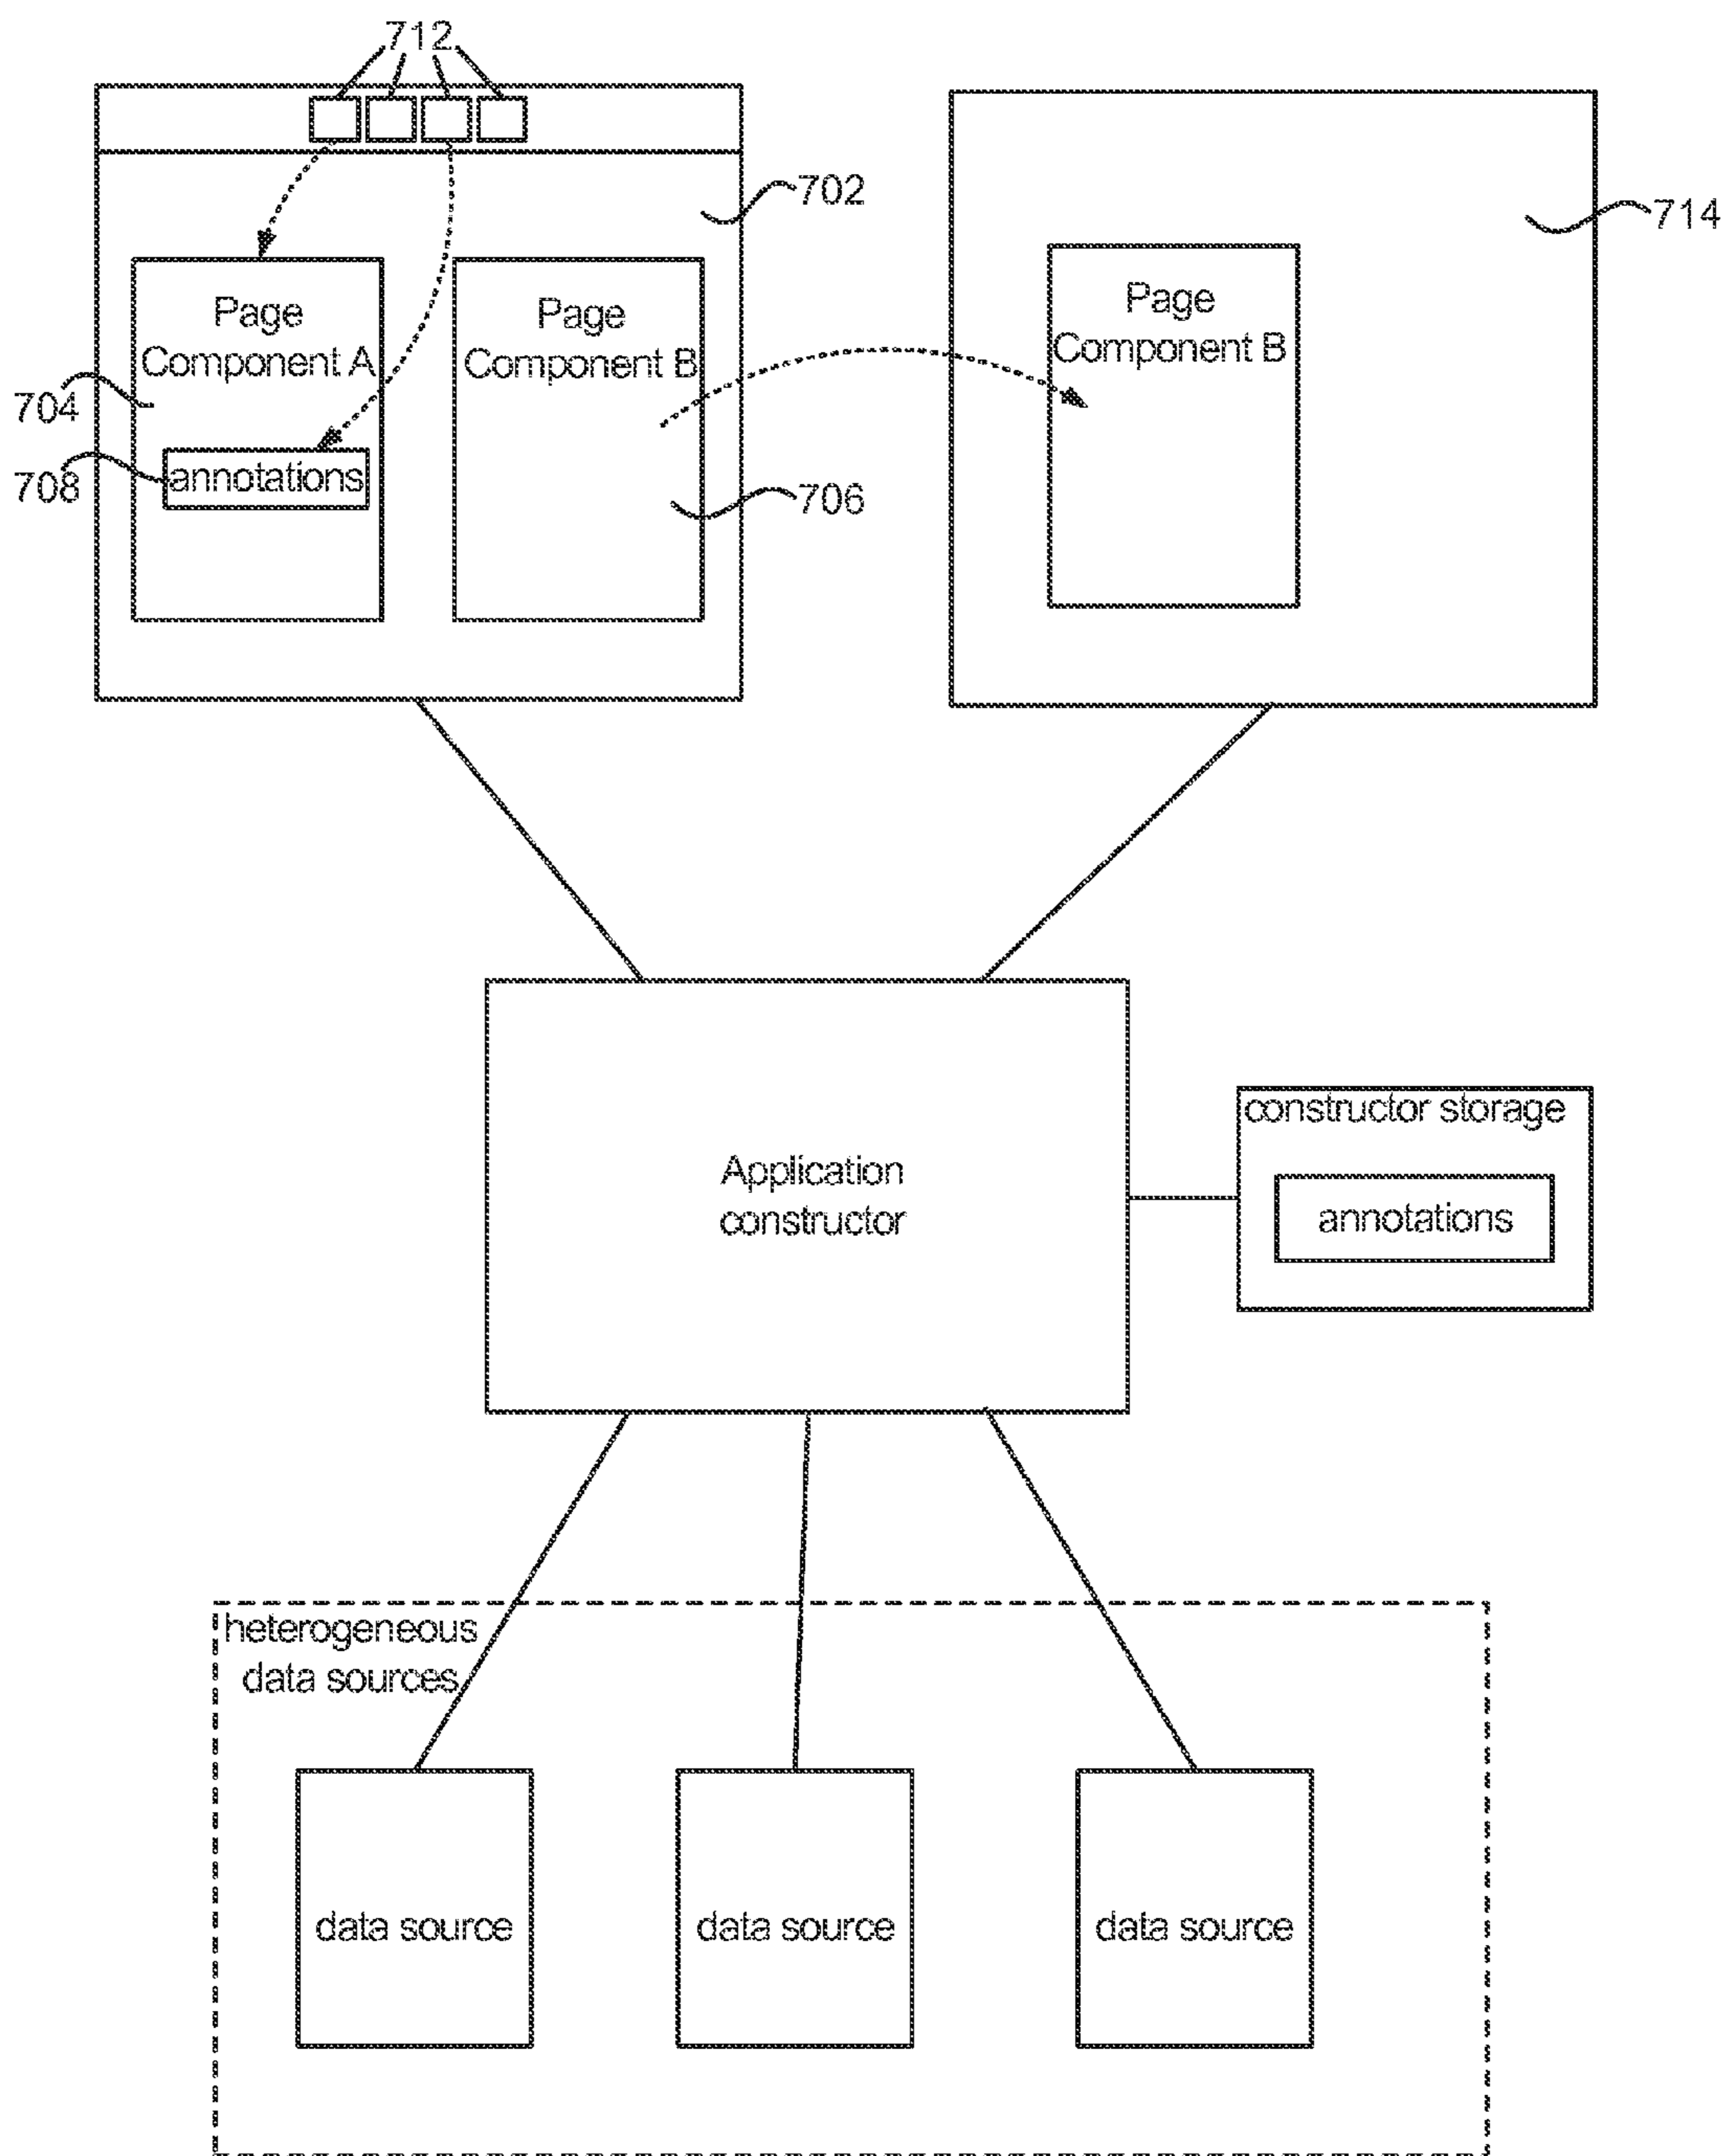 712
702
714
Page
Component A
Page
Component B
Page
Component B
704
708
annotations
706
Application
constructor
constructor storage
annotations
heterogeneous
data sources
data source
data source
data source